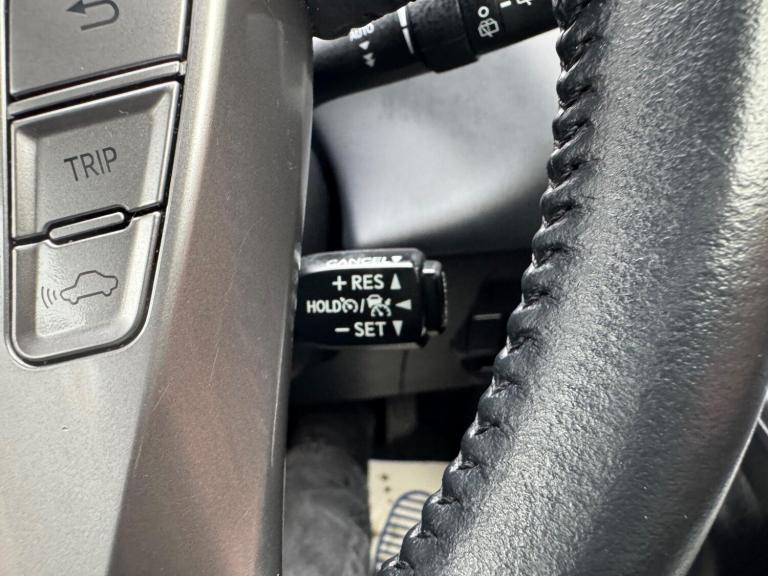 AUTO
TRIP
CANCEL
+ RES
HOLD /
− SET